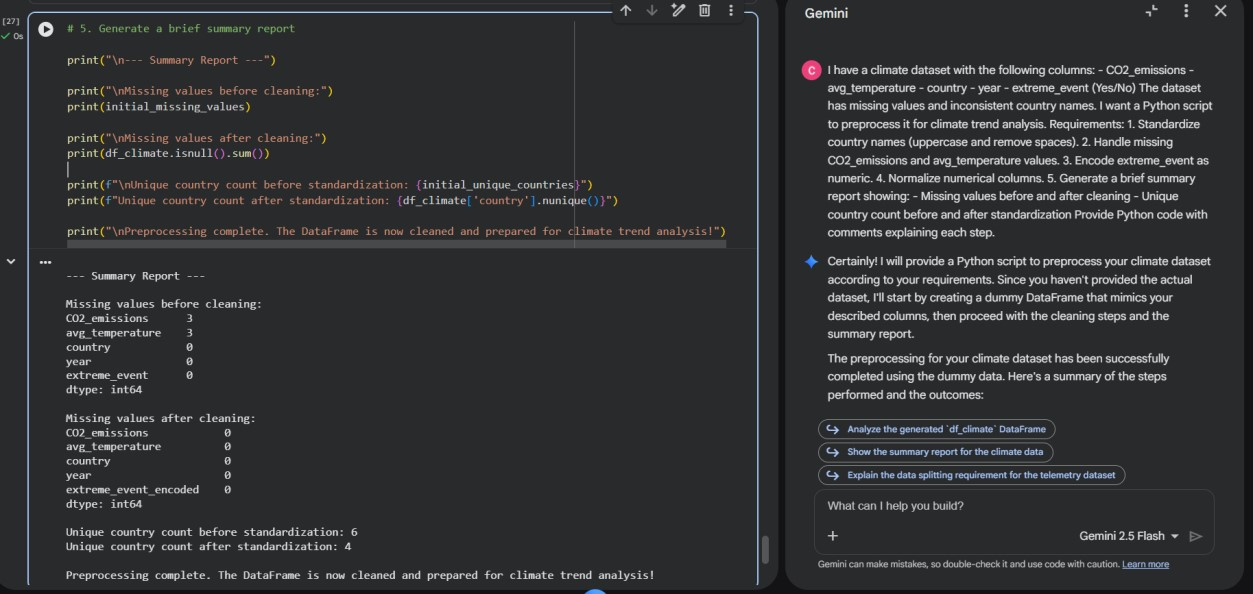 [27]
0s
# 5. Generate a brief summary report
print("\n--- Summary Report ---")
print("\nMissing values before cleaning:")
print(initial_missing_values)
print("\nMissing values after cleaning:")
print(df_climate.isnull().sum())
print(f"\nUnique country count before standardization: {initial_unique_countries}")
print(f"Unique country count after standardization: {df_climate['country'].nunique()}")
print("\nPreprocessing complete. The DataFrame is now cleaned and prepared for climate trend analysis!")
--- Summary Report ---
Missing values before cleaning:
CO2_emissions 3
avg_temperature 3
country 0
year 0
extreme_event 0
dtype: int64
Missing values after cleaning:
CO2_emissions 0
avg_temperature 0
country 0
year 0
extreme_event_encoded 0
dtype: int64
Unique country count before standardization: 6
Unique country count after standardization: 4
Preprocessing complete. The DataFrame is now cleaned and prepared for climate trend analysis!
Gemini
C
I have a climate dataset with the following columns: - CO2_emissions -
avg_temperature - country - year - extreme_event (Yes/No) The dataset
has missing values and inconsistent country names. I want a Python script
to preprocess it for climate trend analysis. Requirements: 1. Standardize
country names (uppercase and remove spaces). 2. Handle missing
CO2_emissions and avg_temperature values. 3. Encode extreme_event as
numeric. 4. Normalize numerical columns. 5. Generate a brief summary
report showing: - Missing values before and after cleaning - Unique
country count before and after standardization Provide Python code with
comments explaining each step.
Certainly! I will provide a Python script to preprocess your climate dataset
according to your requirements. Since you haven't provided the actual
dataset, I'll start by creating a dummy DataFrame that mimics your
described columns, then proceed with the cleaning steps and the
summary report.
The preprocessing for your climate dataset has been successfully
completed using the dummy data. Here's a summary of the steps
performed and the outcomes:
Analyze the generated `df_climate` DataFrame
Show the summary report for the climate data
Explain the data splitting requirement for the telemetry dataset
What can I help you build?
Gemini 2.5 Flash
Gemini can make mistakes, so double-check it and use code with caution. Learn more